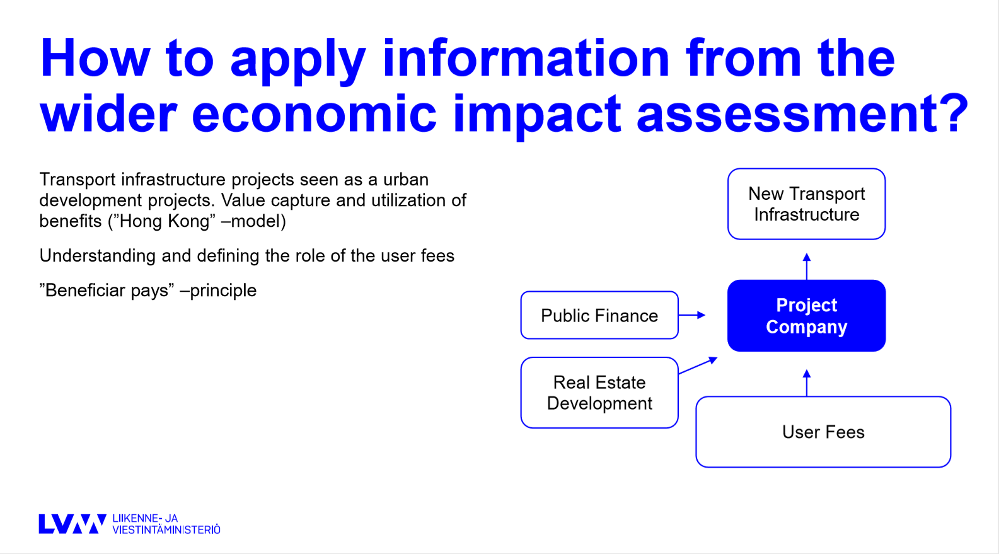 How to apply information from the
wider economic impact assessment?
Transport infrastructure projects seen as a urban
development projects. Value capture and utilization of
benefits (”Hong Kong” –model)
Understanding and defining the role of the user fees
”Beneficiar pays” –principle
New Transport
Infrastructure
Project
Company
Public Finance
Real Estate
Development
User Fees
LVM
LIIKENNE- JA
VIESTINTÄMINISTERIÖ